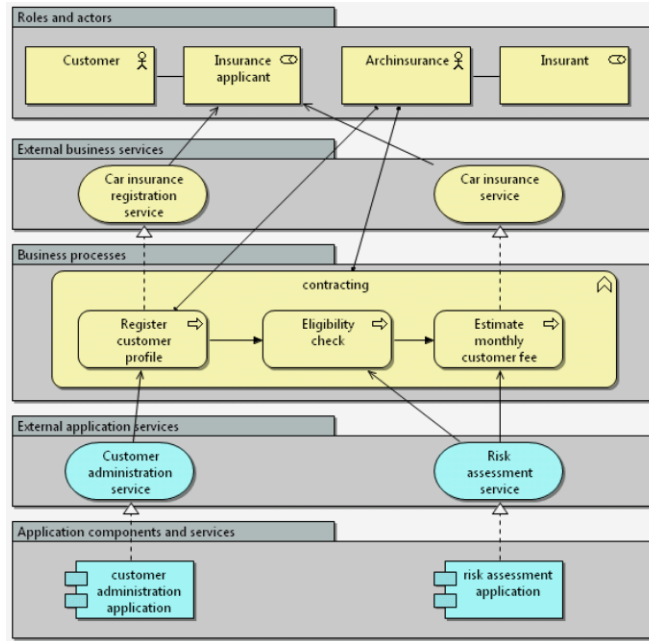 Roles and actors
Customer
Insurance
applicant
Archinsurance
Insurant
External business services
Car insurance
registration
service
Car insurance
service
Business processes
contracting
Register
customer
profile
Eligibility
check
Estimate
monthly
customer fee
External application services
Customer
administration
service
Risk
assessment
service
Application components and services
customer
administration
application
risk assessment
application